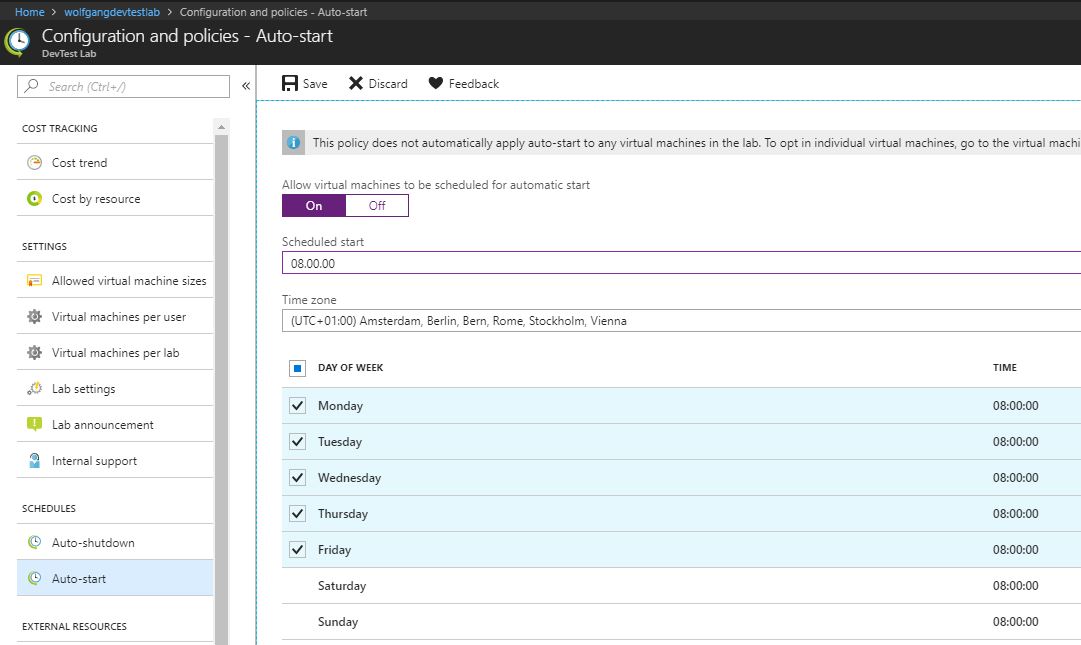 Home > wolfgangdevtestlab > Configuration and policies - Auto-start
Configuration and policies - Auto-start
DevTest Lab
Search (Ctrl+/)
«
COST TRACKING
Cost trend
Cost by resource
SETTINGS
Allowed virtual machine sizes
Virtual machines per user
Virtual machines per lab
Lab settings
Lab announcement
Internal support
SCHEDULES
Auto-shutdown
Auto-start
EXTERNAL RESOURCES
Save Discard Feedback
This policy does not automatically apply auto-start to any virtual machines in the lab. To opt in individual virtual machines, go to the virtual machi
Allow virtual machines to be scheduled for automatic start
On Off
Scheduled start
08.00.00
Time zone
(UTC+01:00) Amsterdam, Berlin, Bern, Rome, Stockholm, Vienna
DAY OF WEEK TIME
Monday 08:00:00
Tuesday 08:00:00
Wednesday 08:00:00
Thursday 08:00:00
Friday 08:00:00
Saturday 08:00:00
Sunday 08:00:00